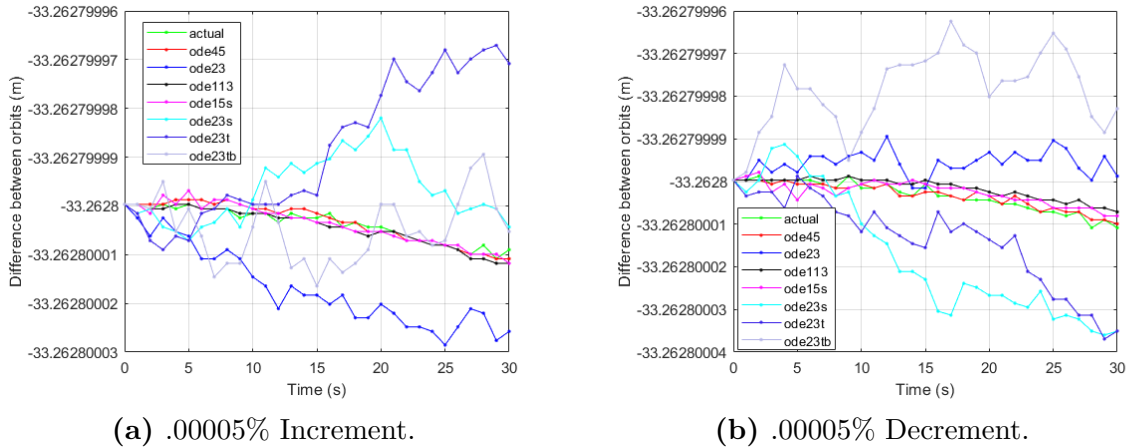 -33.26279996
-33.26279997
-33.26279998
-33.26279999
-33.2628
-33.26280001
-33.26280002
-33.26280003
Difference between orbits (m)
0 5 10 15 20 25 30
Time (s)
actual
ode45
ode23
ode113
ode15s
ode23s
ode23t
ode23tb
(a) .00005% Increment.
-33.26279996
-33.26279997
-33.26279998
-33.26279999
-33.2628
-33.26280001
-33.26280002
-33.26280003
-33.26280004
Difference between orbits (m)
0 5 10 15 20 25 30
Time (s)
actual
ode45
ode23
ode113
ode15s
ode23s
ode23t
ode23tb
(b) .00005% Decrement.